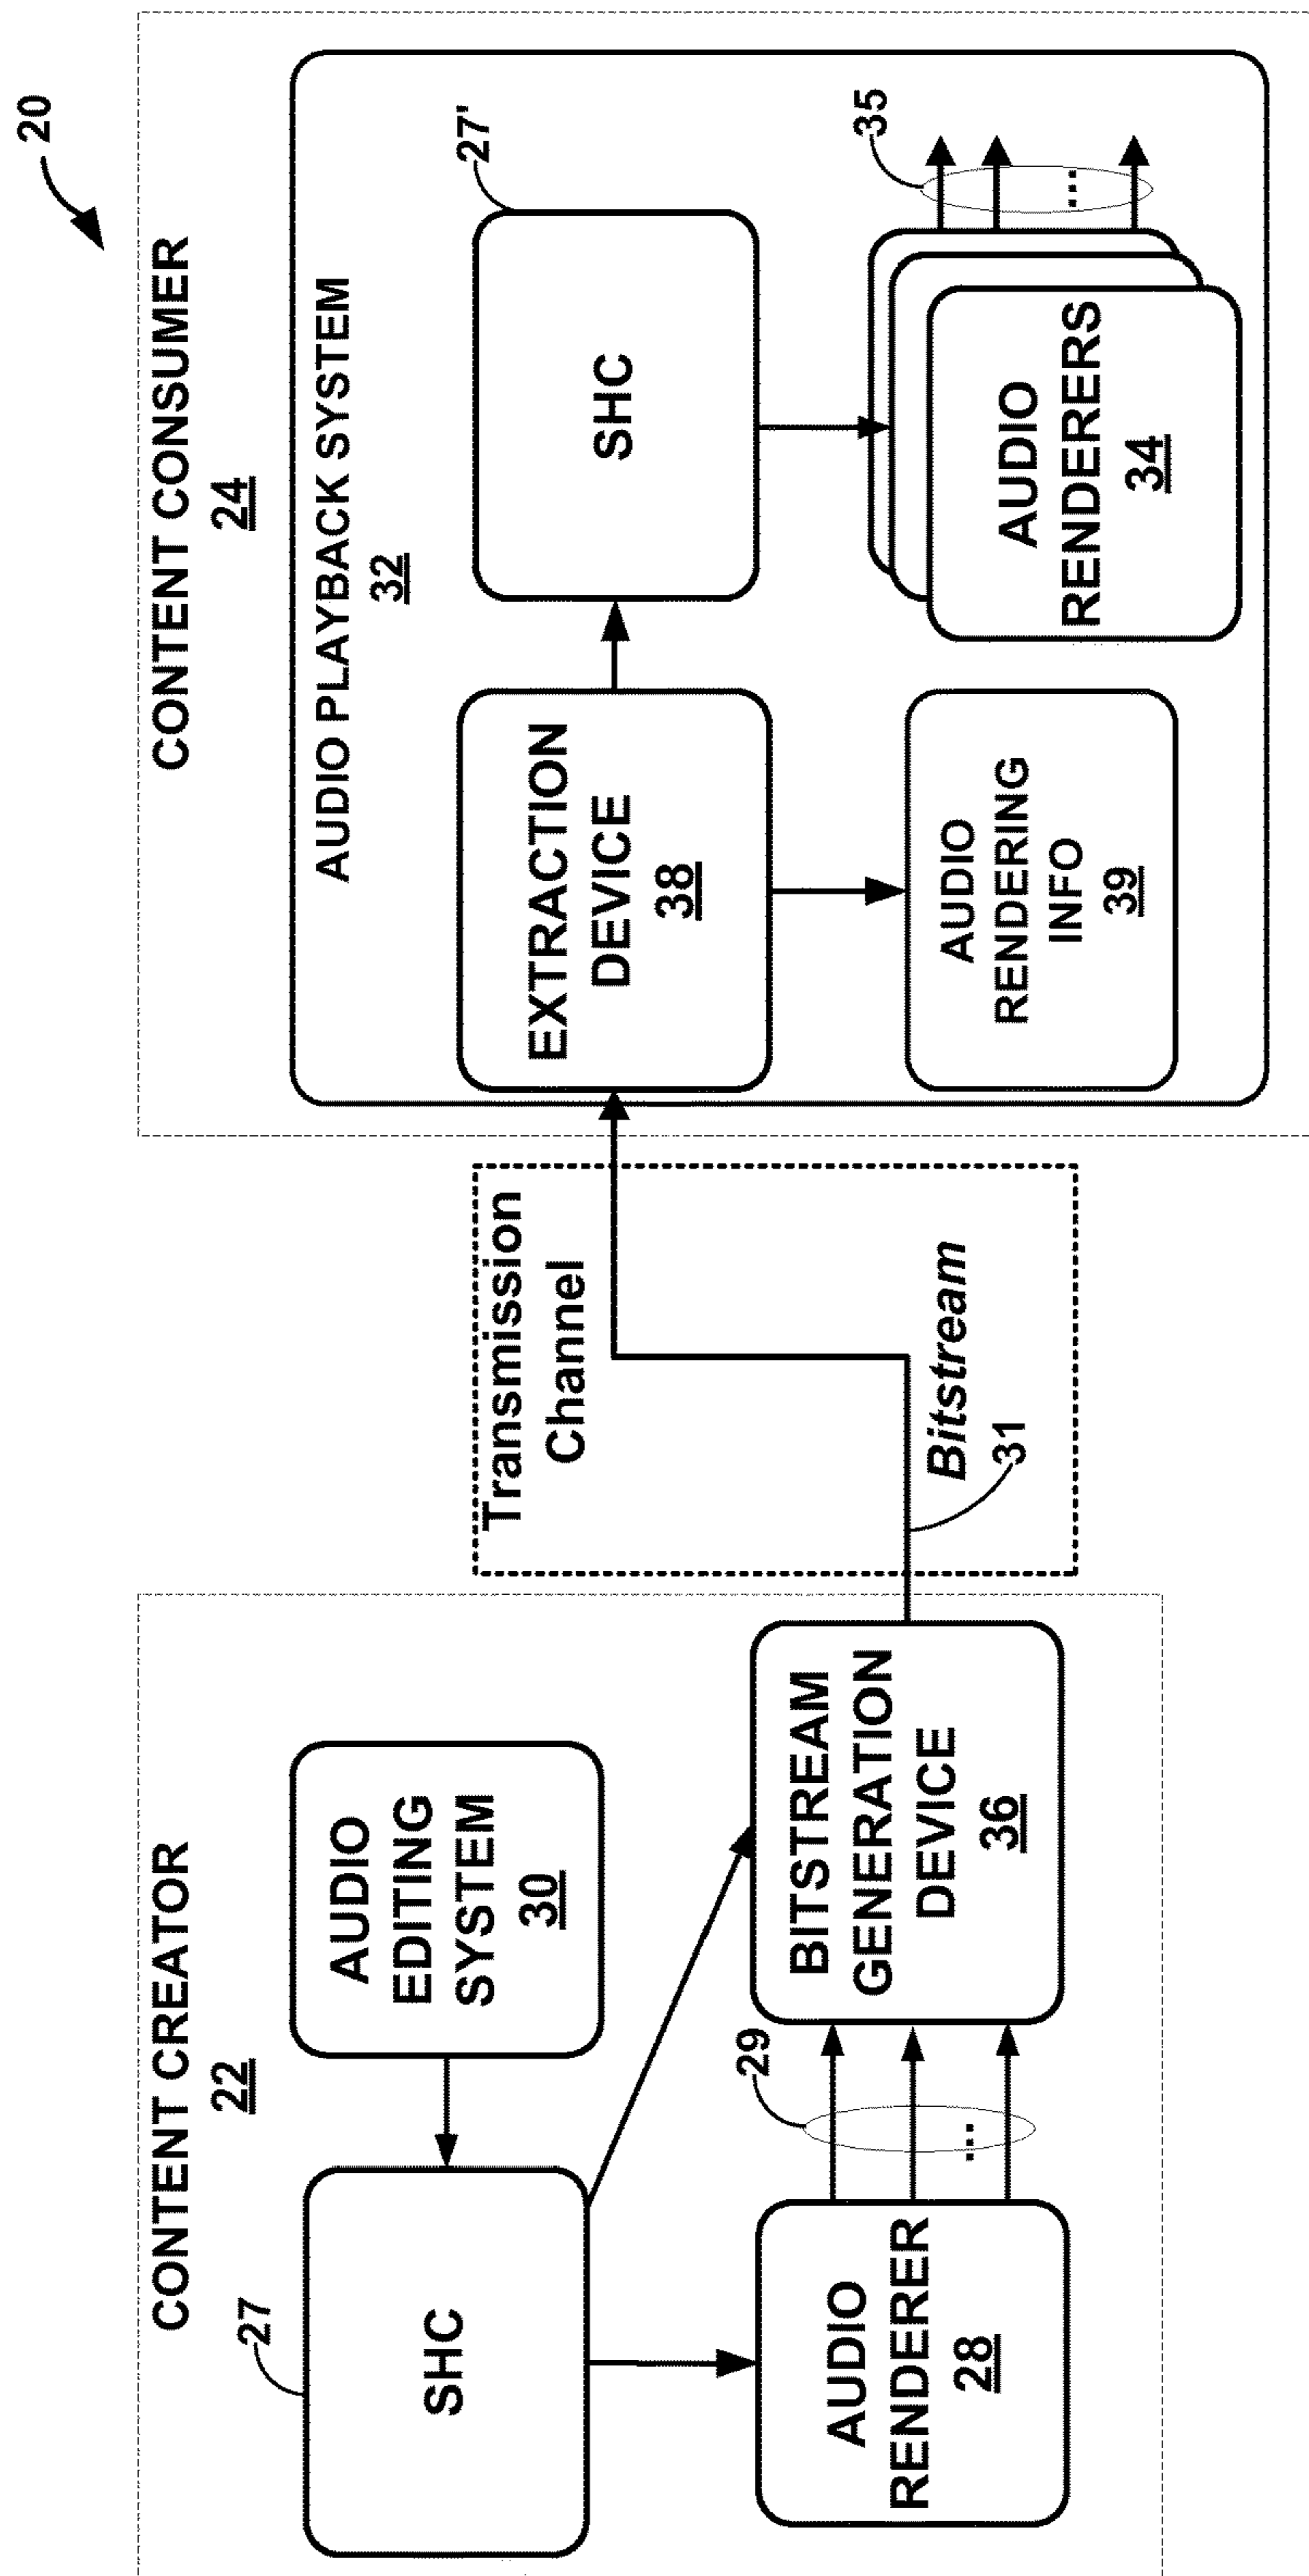 20
CONTENT CREATOR
22
27
SHC
AUDIO
EDITING
SYSTEM
30
AUDIO
RENDERER
28
29
...
BITSTREAM
GENERATION
DEVICE
36
Transmission
Channel
Bitstream
31
CONTENT CONSUMER
24
AUDIO PLAYBACK SYSTEM
32
EXTRACTION
DEVICE
38
27'
SHC
AUDIO
RENDERING
INFO
39
AUDIO
RENDERERS
34
35
...